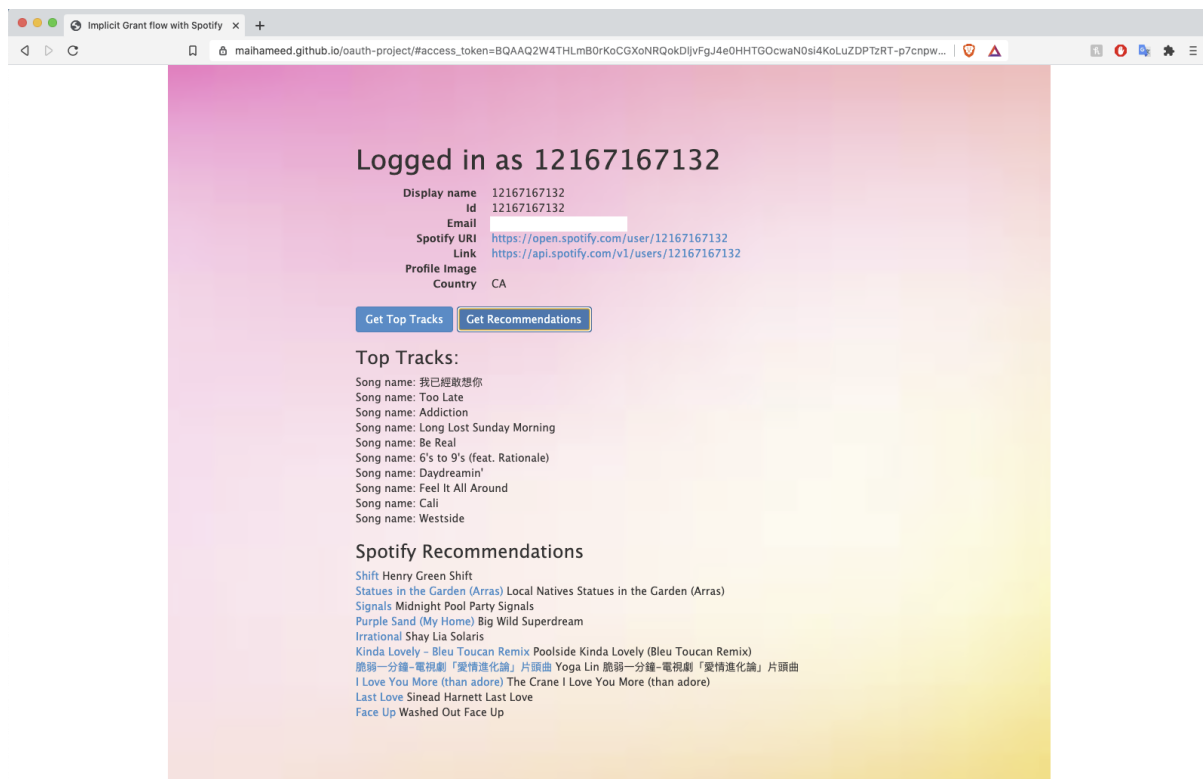 Implicit Grant flow with Spotify
maihameed.github.io/oauth-project/#access_token=BQAAQ2W4THLmB0rKoCGXoNRQokDljvFgJ4e0HHTGOcwaN0si4KoLuZDPTzRT-p7cnpw...
Logged in as 12167167132
Display name 12167167132
Id 12167167132
Email
Spotify URI https://open.spotify.com/user/12167167132
Link https://api.spotify.com/v1/users/12167167132
Profile Image
Country CA
Get Top Tracks Get Recommendations
Top Tracks:
Song name: 我已經敢想你
Song name: Too Late
Song name: Addiction
Song name: Long Lost Sunday Morning
Song name: Be Real
Song name: 6's to 9's (feat. Rationale)
Song name: Daydreamin'
Song name: Feel It All Around
Song name: Cali
Song name: Westside
Spotify Recommendations
Shift Henry Green Shift
Statues in the Garden (Arras) Local Natives Statues in the Garden (Arras)
Signals Midnight Pool Party Signals
Purple Sand (My Home) Big Wild Superdream
Irrational Shay Lia Solaris
Kinda Lovely - Bleu Toucan Remix Poolside Kinda Lovely (Bleu Toucan Remix)
脆弱一分鐘-電視劇「愛情進化論」片頭曲 Yoga Lin 脆弱一分鐘-電視劇「愛情進化論」片頭曲
I Love You More (than adore) The Crane I Love You More (than adore)
Last Love Sinead Harnett Last Love
Face Up Washed Out Face Up